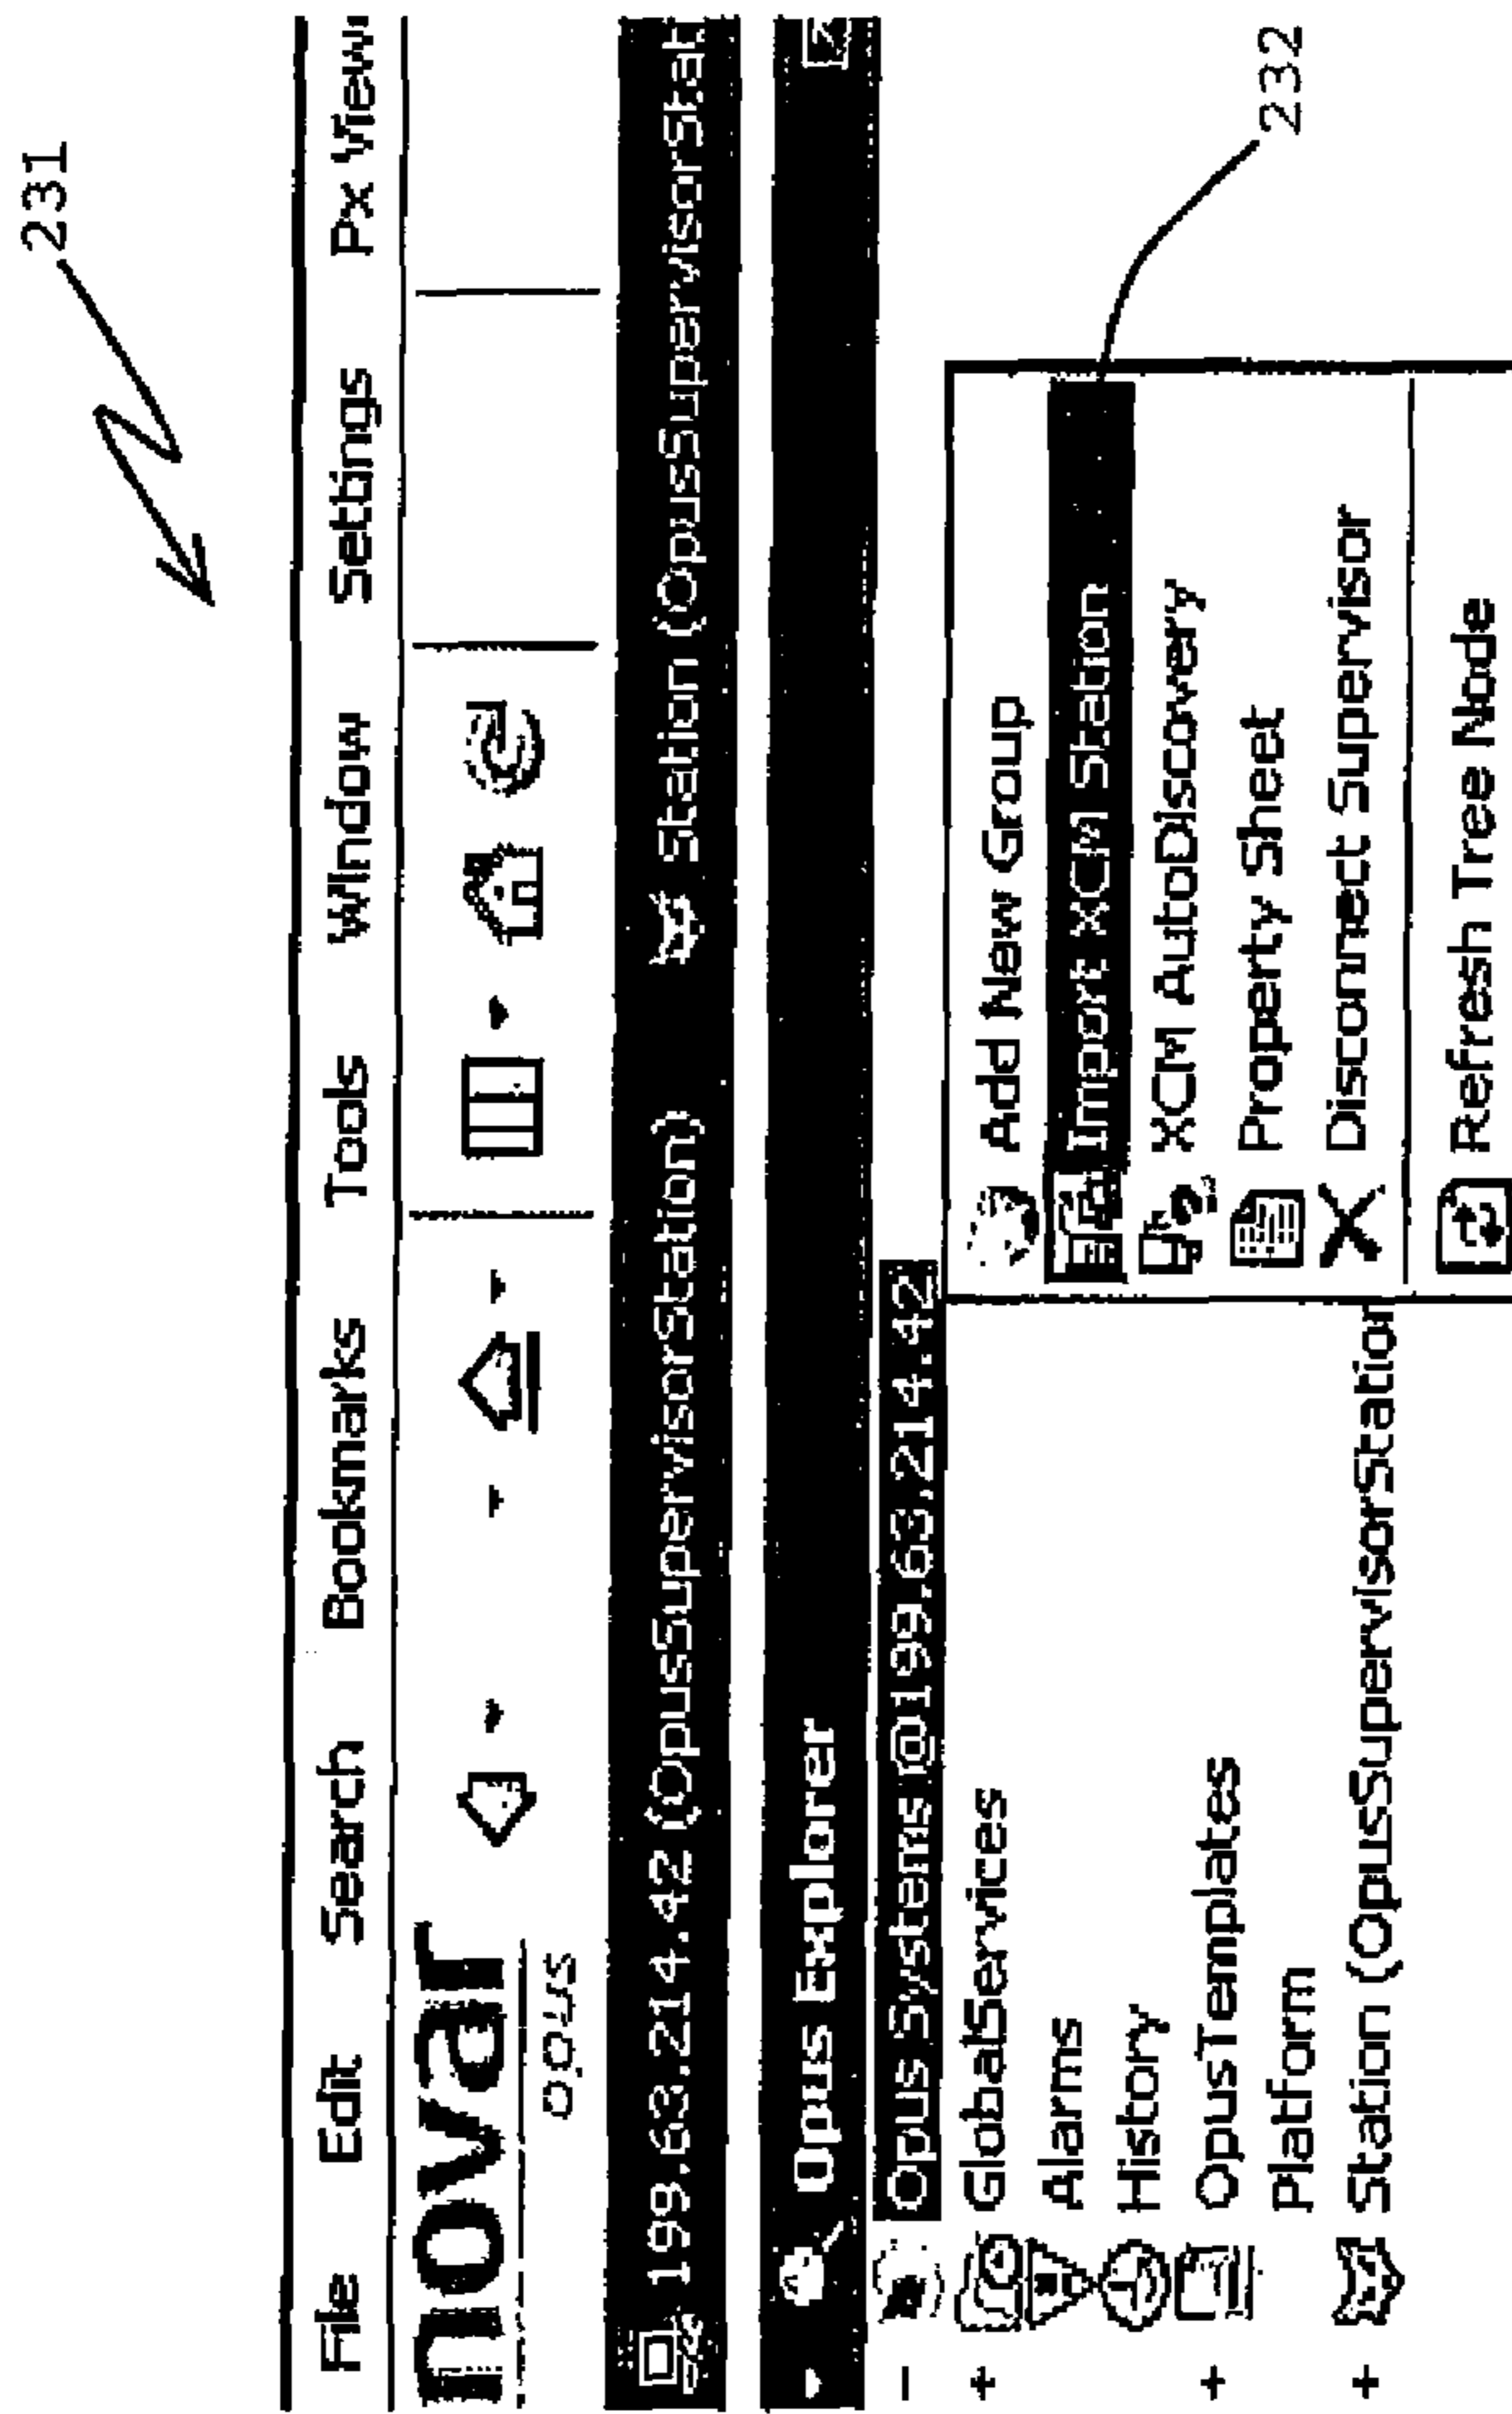 231
File Edit Search Bookmarks Tools Window Settings Px View
novar
opus
199.63.214.42 (OpusSupervisorStation) Station (OpusSupervisorStat
Opus Explorer
Opus Systems@199.63.214.42
GlobalServices
Alarms
History
OpusTemplates
Platform
Station (OpusSupervisorStation
Add New Group
Import XCM Station
XCM AutoDiscovery
Property Sheet
Disconnect Supervisor
Refresh Tree Node
232